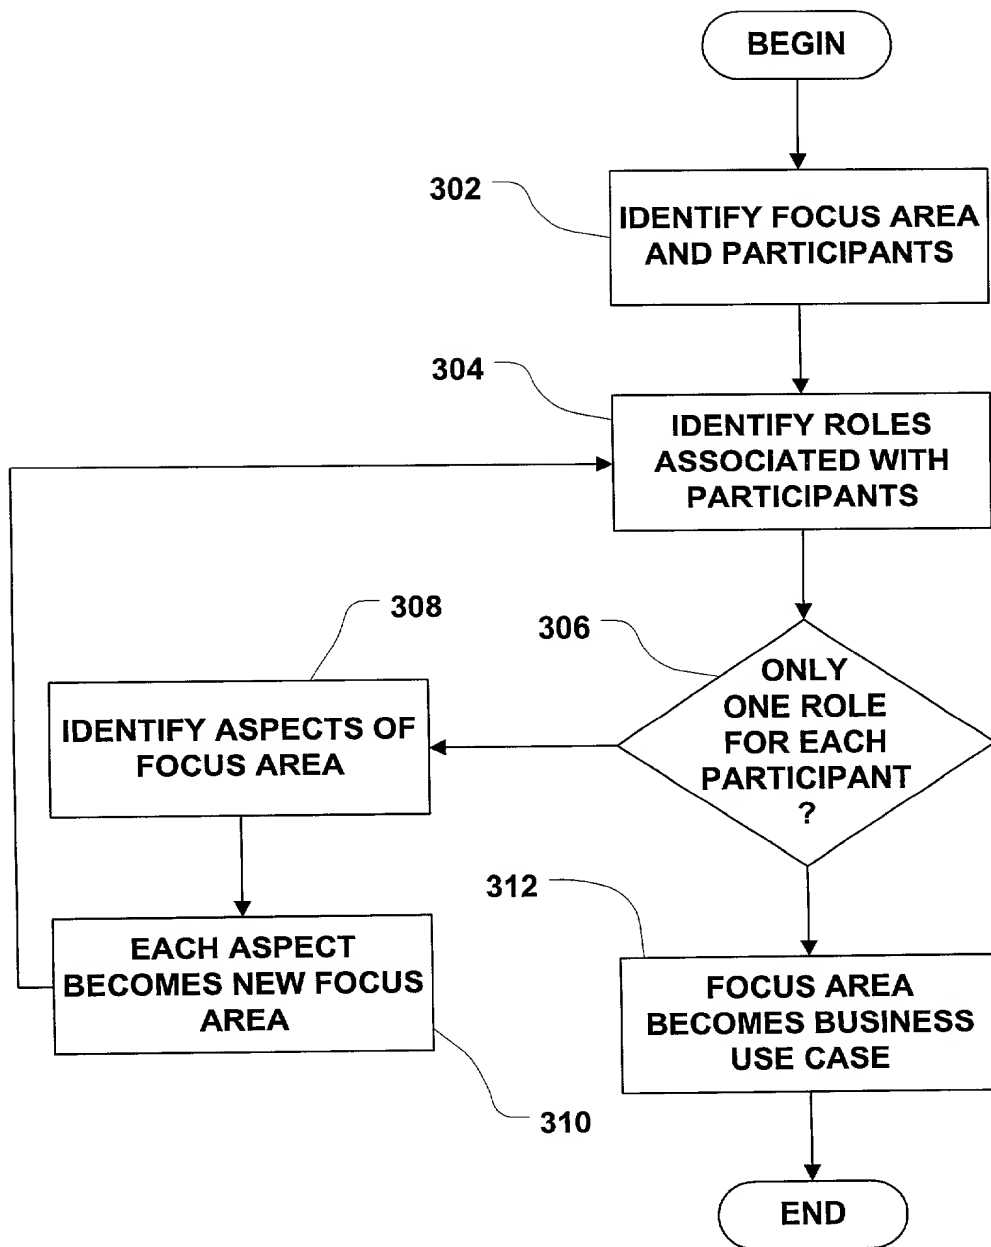 BEGIN
302
IDENTIFY FOCUS AREA
AND PARTICIPANTS
304
IDENTIFY ROLES
ASSOCIATED WITH
PARTICIPANTS
306
ONLY
ONE ROLE
FOR EACH
PARTICIPANT
?
308
IDENTIFY ASPECTS OF
FOCUS AREA
EACH ASPECT
BECOMES NEW FOCUS
AREA
310
312
FOCUS AREA
BECOMES BUSINESS
USE CASE
END